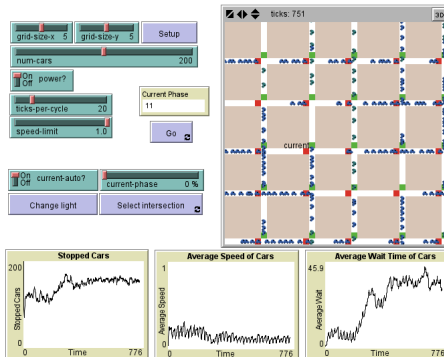 ticks: 751
3D
grid-size-x 5
grid-size-y 5
Setup
num-cars 200
On
Off
power?
ticks-per-cycle 20
speed-limit 1.0
Current Phase
11
Go
current
On
Off
current-auto?
current-phase 0 %
Change light
Select intersection
Stopped Cars
200
Stopped Cars
0
0
Time
776
Average Speed of Cars
1
Average Speed
0
0
Time
776
Average Wait Time of Cars
45.9
Average Wait
0
0
Time
776